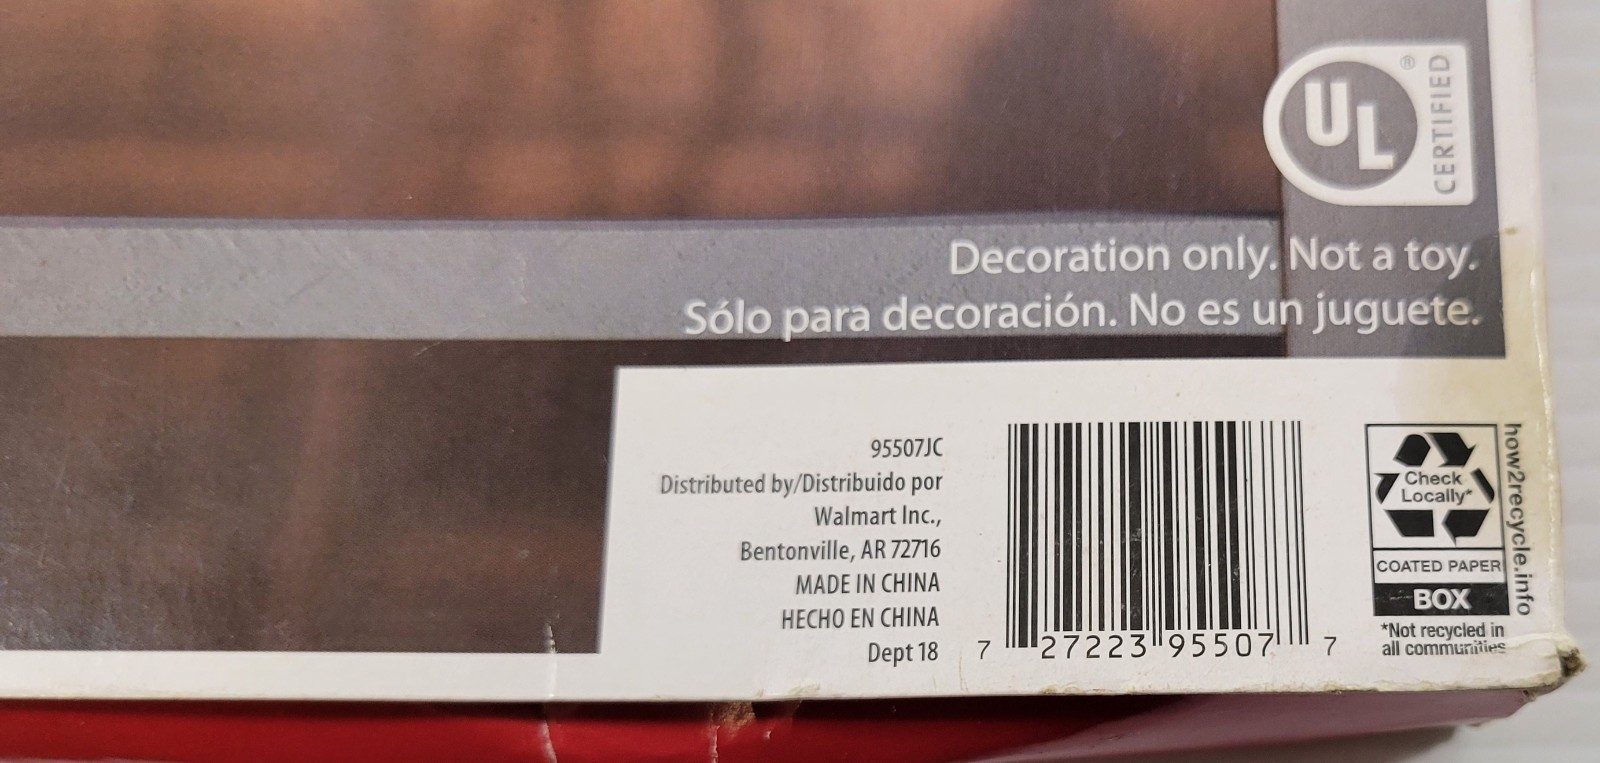 UL ®
CERTIFIED
Decoration only. Not a toy.
Sólo para decoración. No es un juguete.
95507JC
Distributed by/Distribuido por
Walmart Inc.,
Bentonville, AR 72716
MADE IN CHINA
HECHO EN CHINA
Dept 18
7 27223 95507 7
Check
Locally*
COATED PAPER
BOX
*Not recycled in
all communities
how2recycle.info